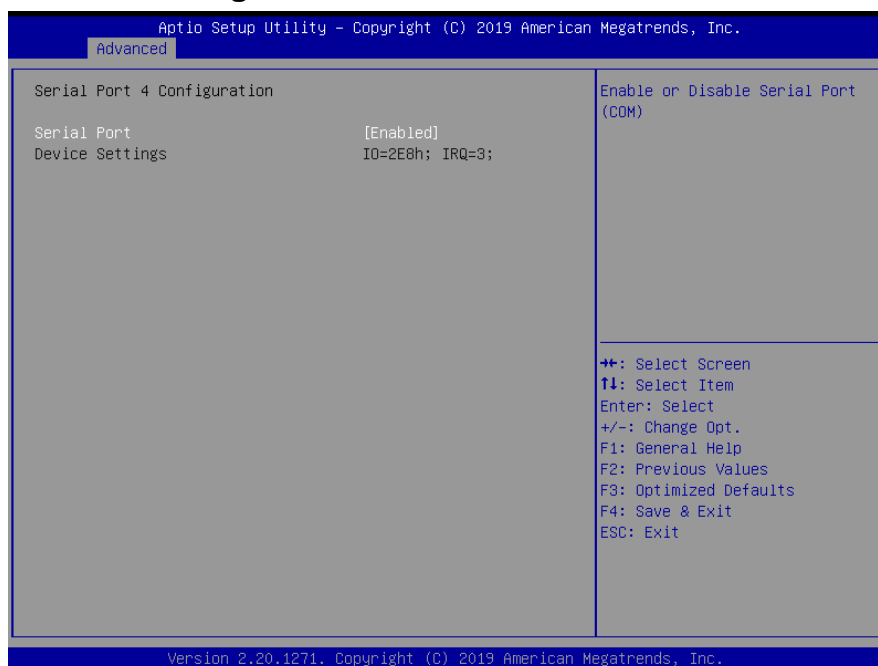 Aptio Setup Utility – Copyright (C) 2019 American Megatrends, Inc.
Advanced
Serial Port 4 Configuration
Serial Port [Enabled]
Device Settings IO=2E8h; IRQ=3;
Enable or Disable Serial Port
(COM)
→←: Select Screen
↑↓: Select Item
Enter: Select
+/-: Change Opt.
F1: General Help
F2: Previous Values
F3: Optimized Defaults
F4: Save & Exit
ESC: Exit
Version 2.20.1271. Copyright (C) 2019 American Megatrends, Inc.